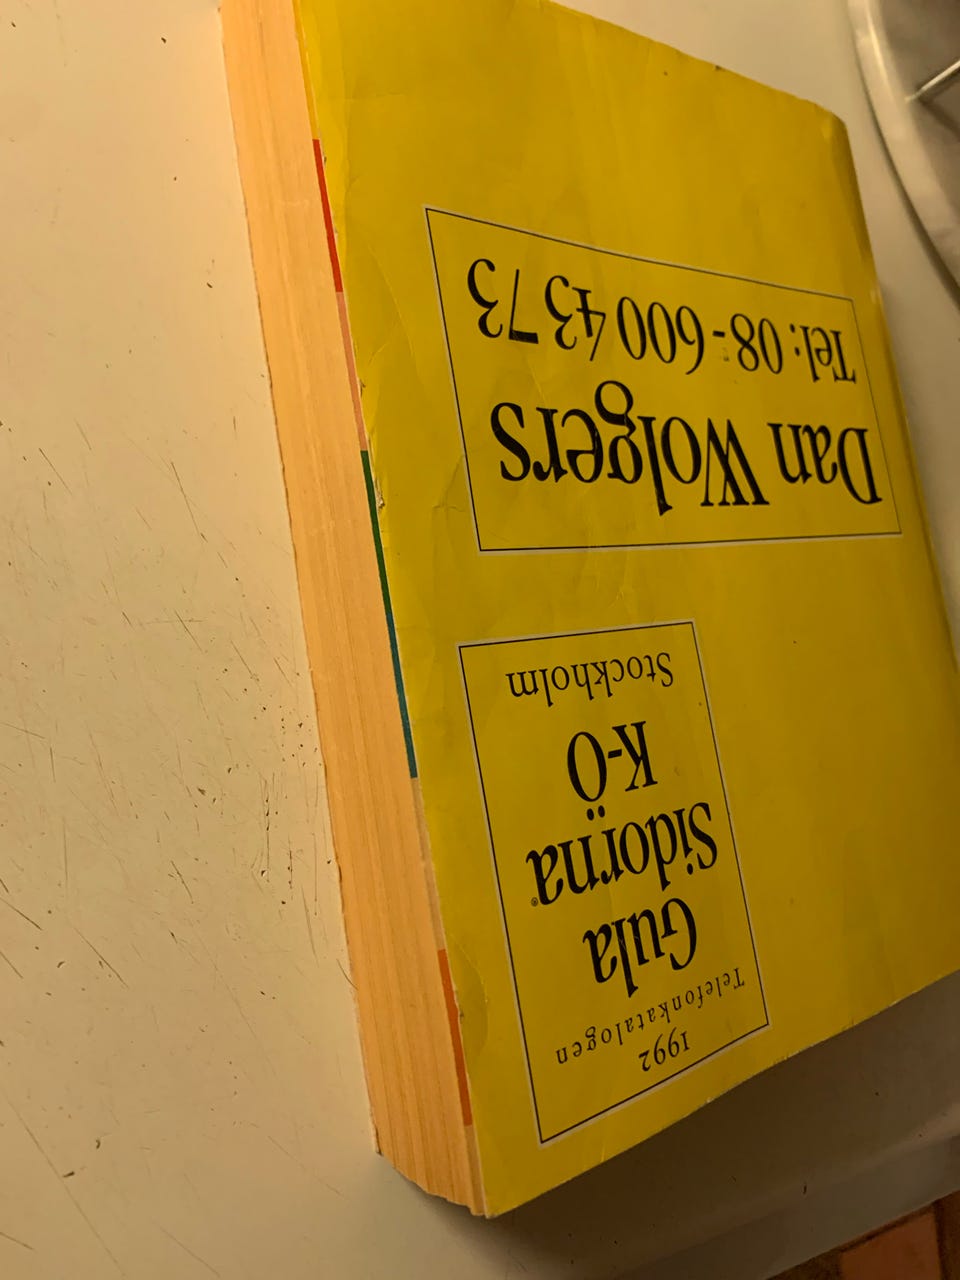 1992
Telefonkatalogen
Gula
Sidorna®
K-Ö
Stockholm
Dan Wolgers
Tel: 08-600 43 73